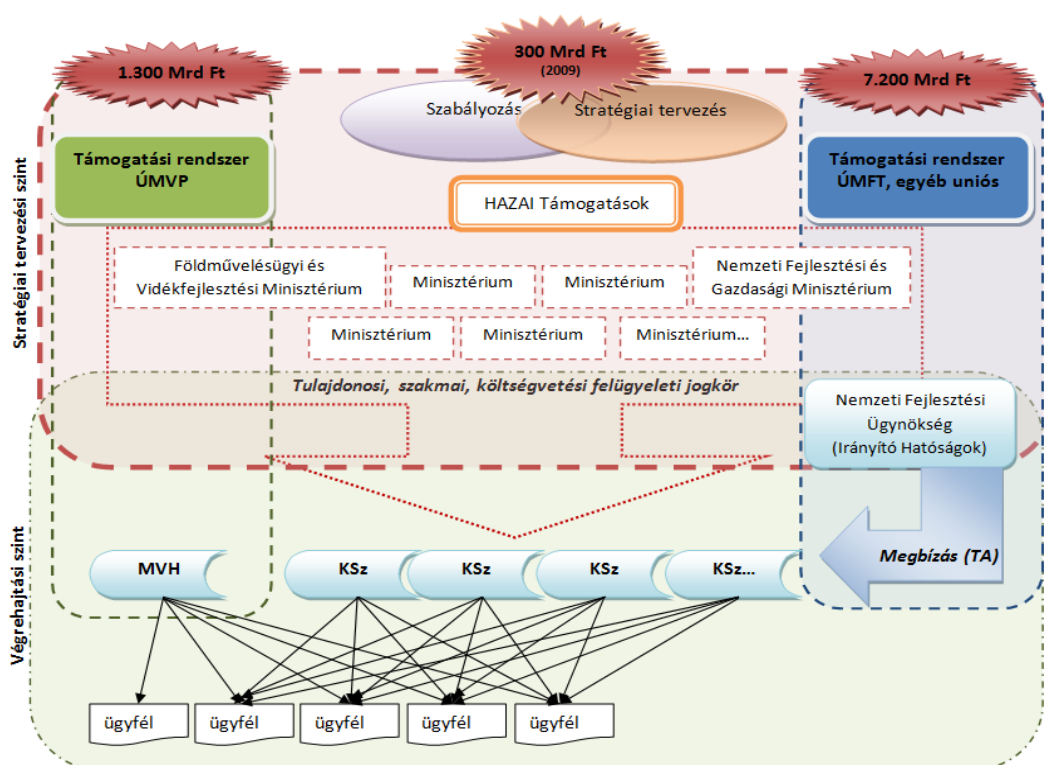 300 Mrd Ft
(2009)
1.300 Mrd Ft
7.200 Mrd Ft
Szabályozás
Stratégiai tervezés
Támogatási rendszer
ÚMVP
Támogatási rendszer
ÚMFT, egyéb uniós
HAZAI Támogatások
Stratégiai tervezési szint
Földművelésügyi és
Vidékfejlesztési Minisztérium
Minisztérium
Minisztérium
Nemzeti Fejlesztési és
Gazdasági Minisztérium
Minisztérium
Minisztérium
Minisztérium...
Tulajdonosi, szakmai, költségvetési felügyeleti jogkör
Nemzeti Fejlesztési
Ügynökség
(Irányító Hatóságok)
Végrehajtási szint
Megbízás (TA)
MVH
KSz
KSz
KSz
KSz...
ügyfél
ügyfél
ügyfél
ügyfél
ügyfél